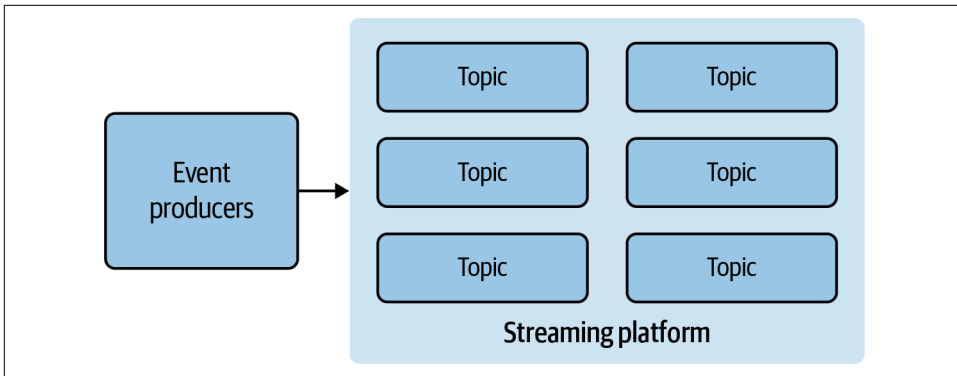 Event
producers
Topic
Topic
Topic
Topic
Topic
Topic
Streaming platform